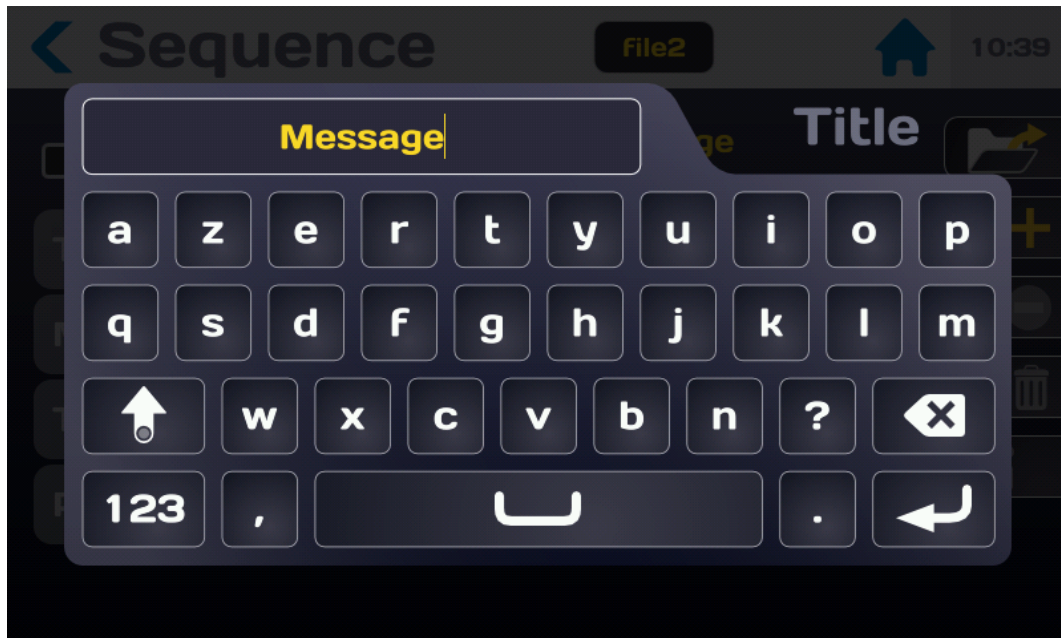 Sequence file2 10:39
Message
Title
a z e r t y u i o p
q s d f g h j k l m
w x c v b n ?
123 , .